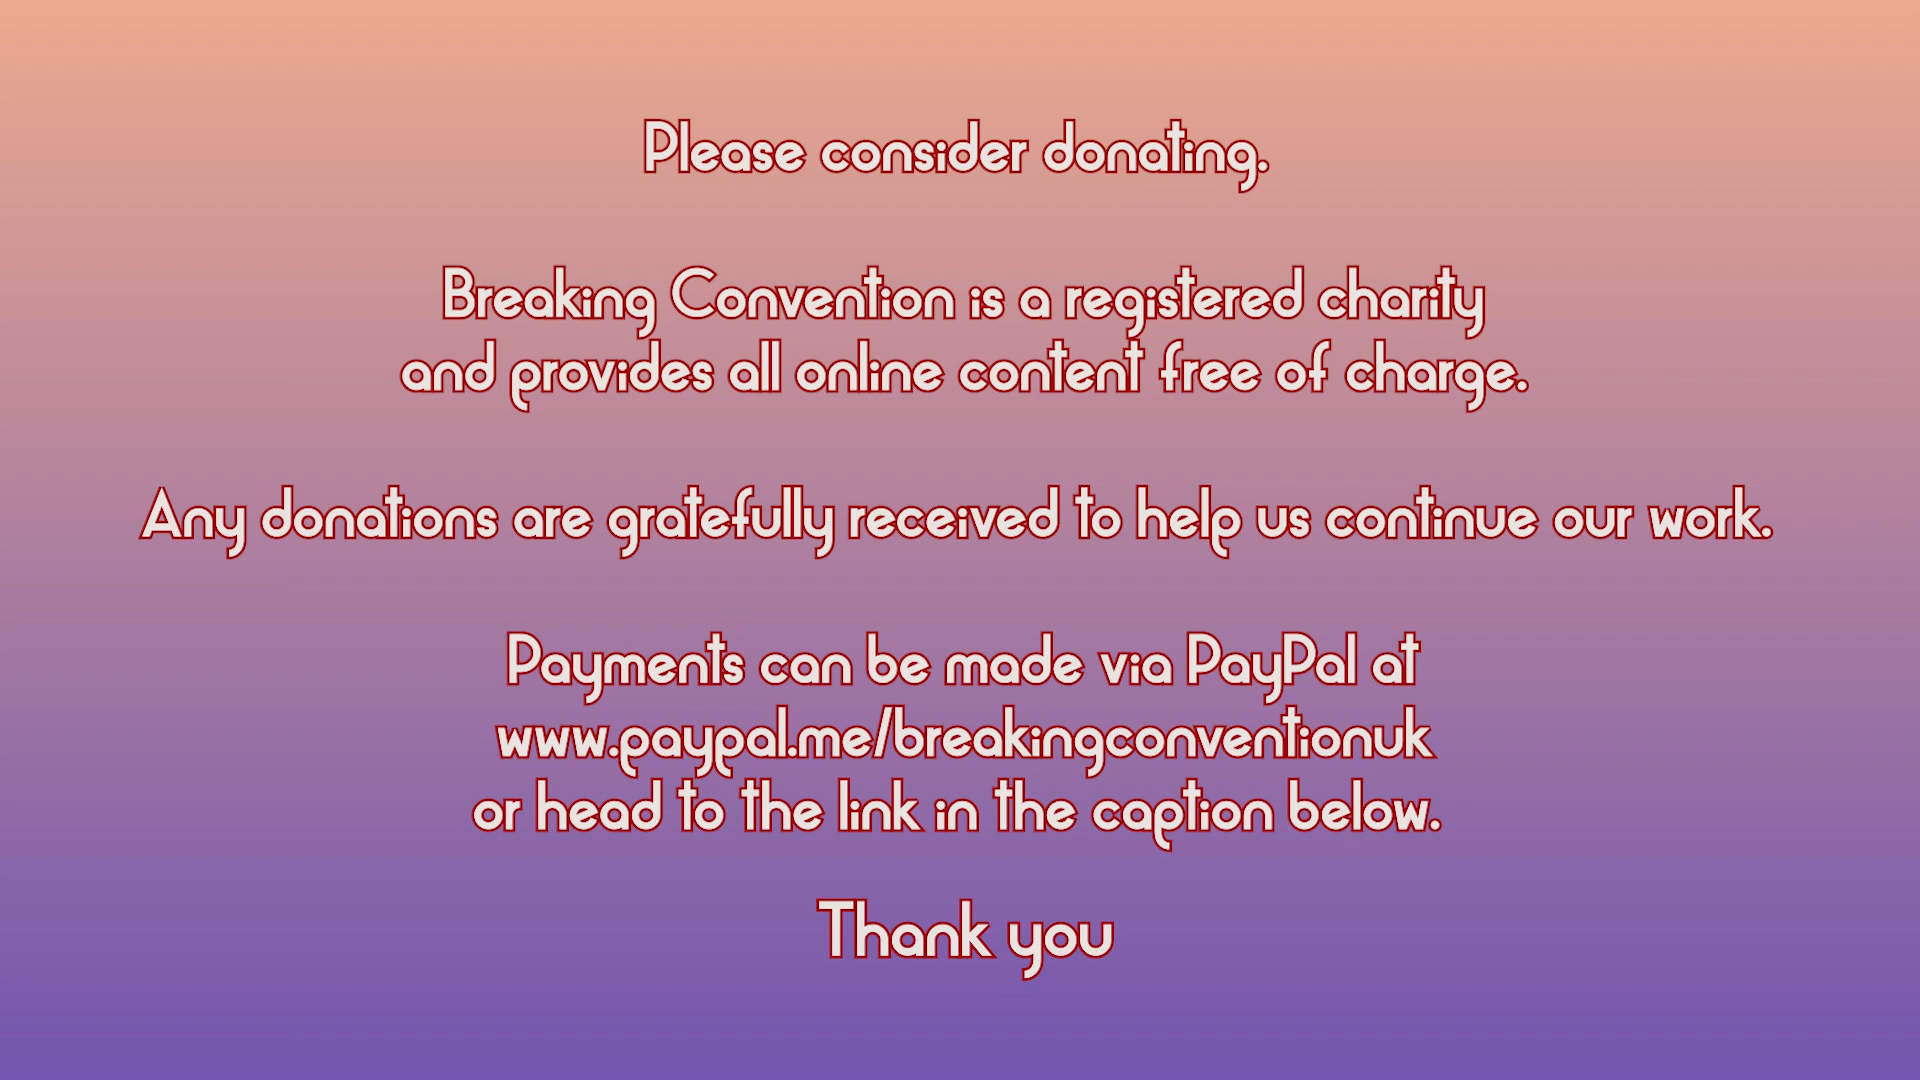 Please consider donating.
Breaking Convention is a registered charity
and provides all online content free of charge.
Any donations are gratefully received to help us continue our work.
Payments can be made via PayPal at
www.paypal.me/breakingconventionuk
or head to the link in the caption below.
Thank you